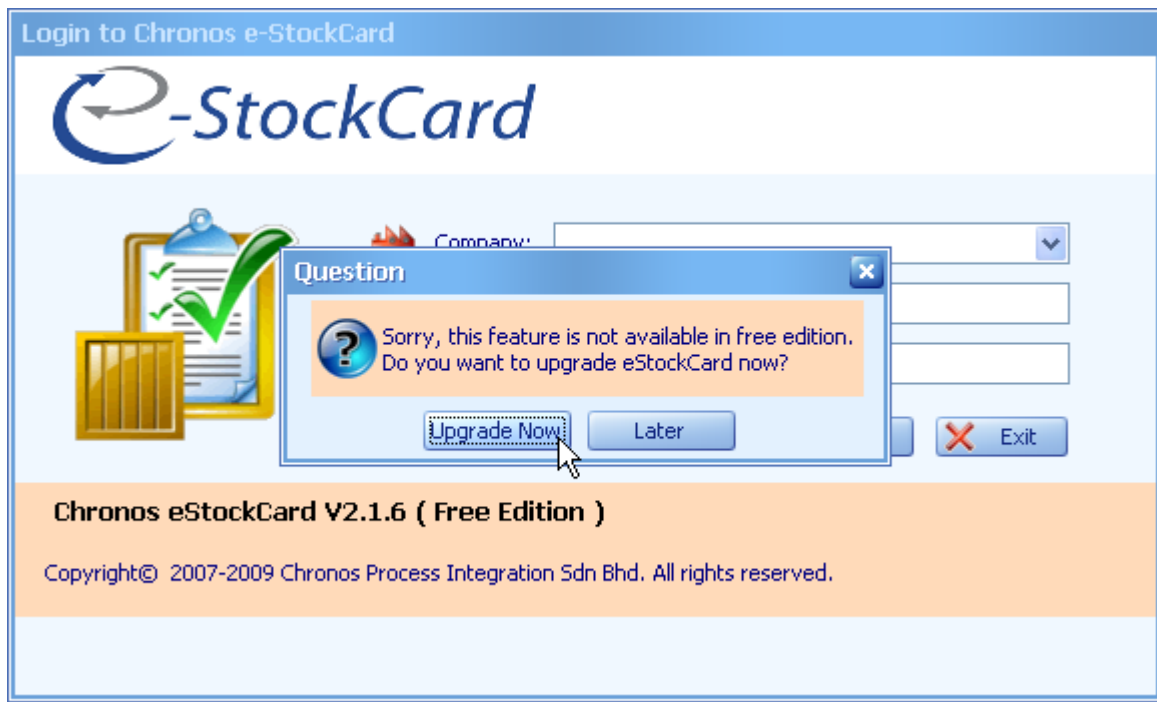 Login to Chronos e-StockCard
e-StockCard
Company:
Question
Sorry, this feature is not available in free edition.
Do you want to upgrade eStockCard now?
Upgrade Now
Later
Exit
Chronos eStockCard V2.1.6 ( Free Edition )
Copyright© 2007-2009 Chronos Process Integration Sdn Bhd. All rights reserved.